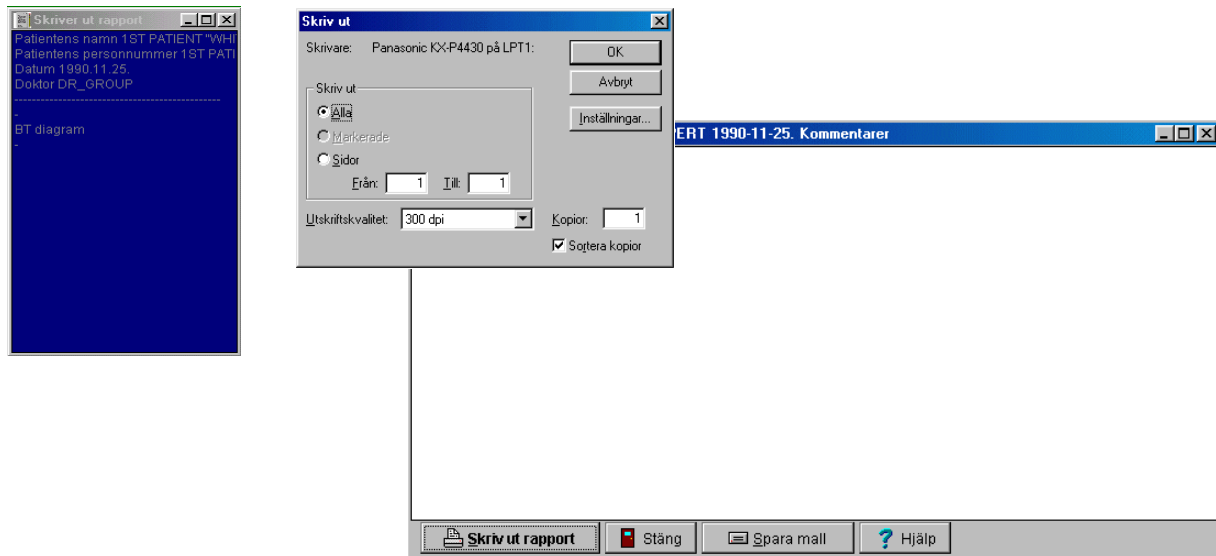 Skriver ut rapport
Patientens namn 1ST PATIENT "WHI
Patientens personnummer 1ST PATI
Datum 1990.11.25.
Doktor DR_GROUP
------------------------------------------------
-
BT diagram
-
Skriv ut
Skrivare: Panasonic KX-P4430 på LPT1:
OK
Avbryt
Inställningar...
Skriv ut
Alla
Markerade
Sidor
Från: 1 Till: 1
Utskriftskvalitet: 300 dpi
Kopior: 1
Sortera kopior
PERT 1990-11-25. Kommentarer
Skriv ut rapport Stäng Spara mall ? Hjälp